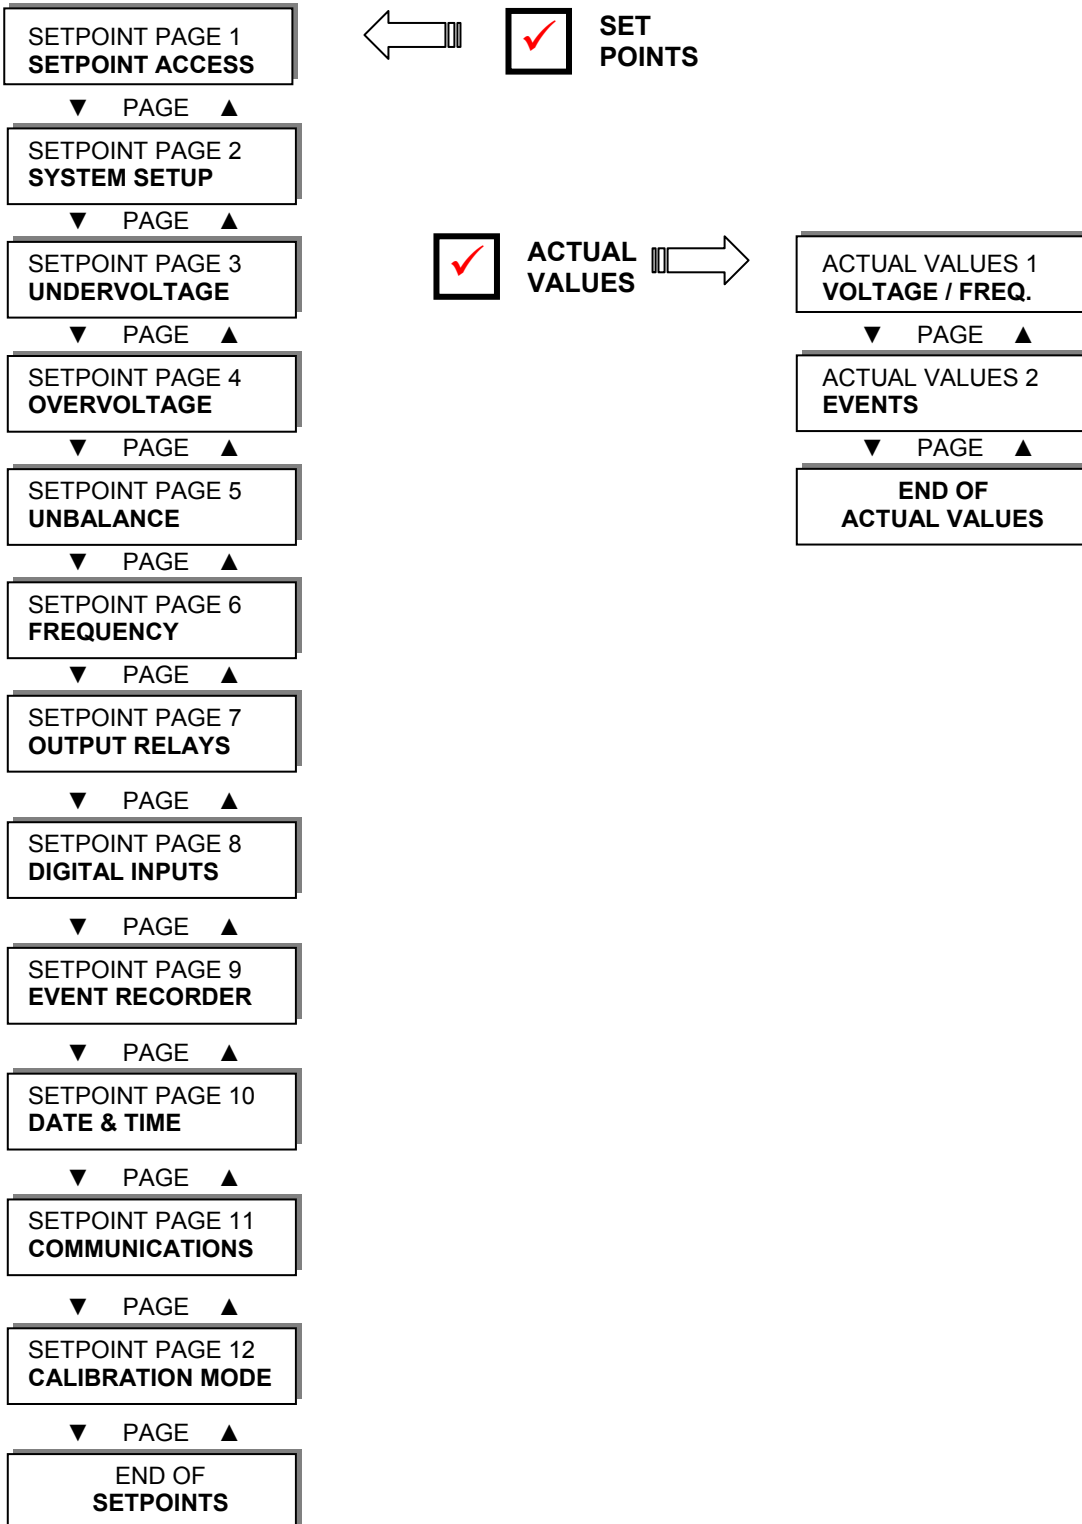 SETPOINT PAGE 1
SETPOINT ACCESS
▼ PAGE ▲
SETPOINT PAGE 2
SYSTEM SETUP
▼ PAGE ▲
SETPOINT PAGE 3
UNDERVOLTAGE
▼ PAGE ▲
SETPOINT PAGE 4
OVERVOLTAGE
▼ PAGE ▲
SETPOINT PAGE 5
UNBALANCE
▼ PAGE ▲
SETPOINT PAGE 6
FREQUENCY
▼ PAGE ▲
SETPOINT PAGE 7
OUTPUT RELAYS
▼ PAGE ▲
SETPOINT PAGE 8
DIGITAL INPUTS
▼ PAGE ▲
SETPOINT PAGE 9
EVENT RECORDER
▼ PAGE ▲
SETPOINT PAGE 10
DATE & TIME
▼ PAGE ▲
SETPOINT PAGE 11
COMMUNICATIONS
▼ PAGE ▲
SETPOINT PAGE 12
CALIBRATION MODE
▼ PAGE ▲
END OF
SETPOINTS
SET
POINTS
ACTUAL
VALUES
ACTUAL VALUES 1
VOLTAGE / FREQ.
▼ PAGE ▲
ACTUAL VALUES 2
EVENTS
▼ PAGE ▲
END OF
ACTUAL VALUES